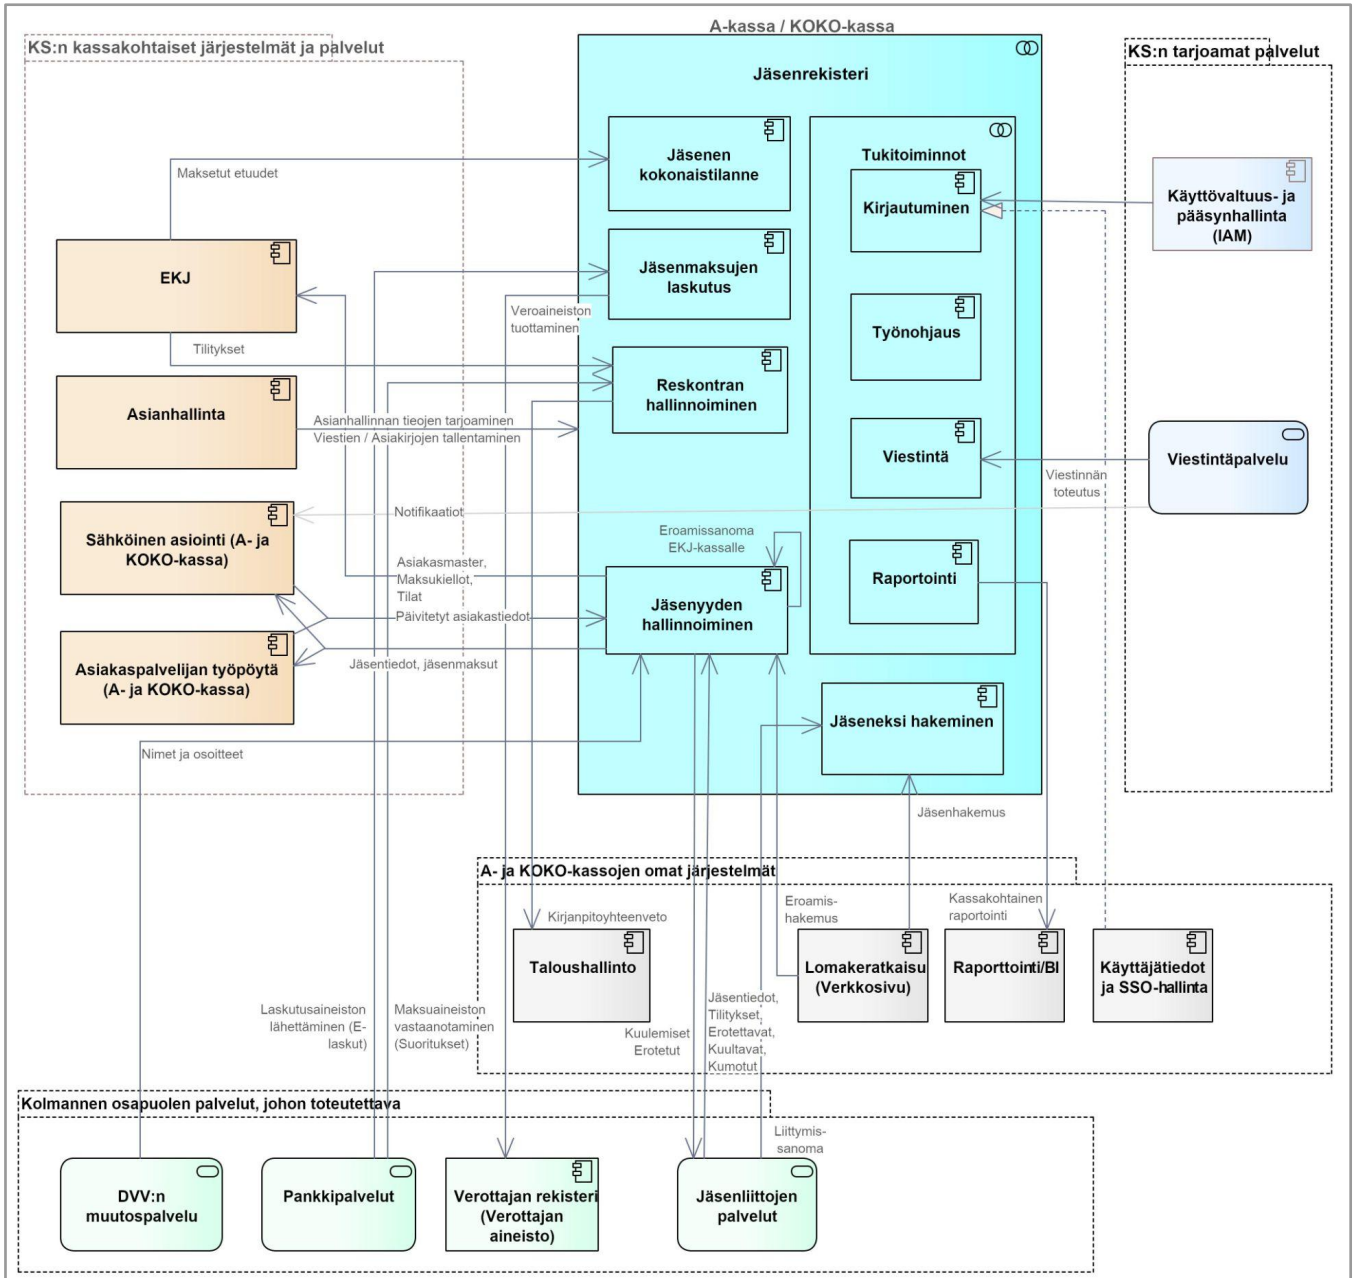 A-kassa / KOKO-kassa
KS:n kassakohtaiset järjestelmät ja palvelut
Jäsenrekisteri
KS:n tarjoamat palvelut
Jäsenen
kokonaistilanne
Tukitoiminnot
Kirjautuminen
Käyttövaltuus- ja
pääsynhallinta
(IAM)
Maksetut etuudet
EKJ
Jäsenmaksujen
laskutus
Veroaineiston
tuottaminen
Työnohjaus
Tilitykset
Reskontran
hallinnoiminen
Asianhallinta
Asianhallinnan tieojen tarjoaminen
Viestien / Asiakirjojen tallentaminen
Viestintä
Viestintäpalvelu
Viestinnän
toteutus
Notifikaatiot
Sähköinen asiointi (A- ja
KOKO-kassa)
Eroamissanoma
EKJ-kassalle
Asiakasmaster,
Maksukiellot,
Tilat
Raportointi
Jäsenyyden
hallinnoiminen
Päivitetyt asiakastiedot
Asiakaspalvelijan työpöytä
(A- ja KOKO-kassa)
Jäsentiedot, jäsenmaksut
Jäseneksi hakeminen
Nimet ja osoitteet
Jäsenhakemus
A- ja KOKO-kassojen omat järjestelmät
Eroamis-
hakemus
Kassakohtainen
raportointi
Kirjanpitoyhteenveto
Taloushallinto
Lomakeratkaisu
(Verkkosivu)
Raporttointi/BI
Käyttäjätiedot
ja SSO-hallinta
Laskutusaineiston
lähettäminen (E-
laskut)
Maksuaineiston
vastaanotaminen
(Suoritukset)
Kuulemiset
Erotetut
Jäsentiedot,
Tilitykset,
Erotettavat,
Kuultavat,
Kumotut
Kolmannen osapuolen palvelut, johon toteutettava
Liittymis-
sanoma
DVV:n
muutospalvelu
Pankkipalvelut
Verottajan rekisteri
(Verottajan
aineisto)
Jäsenliittojen
palvelut